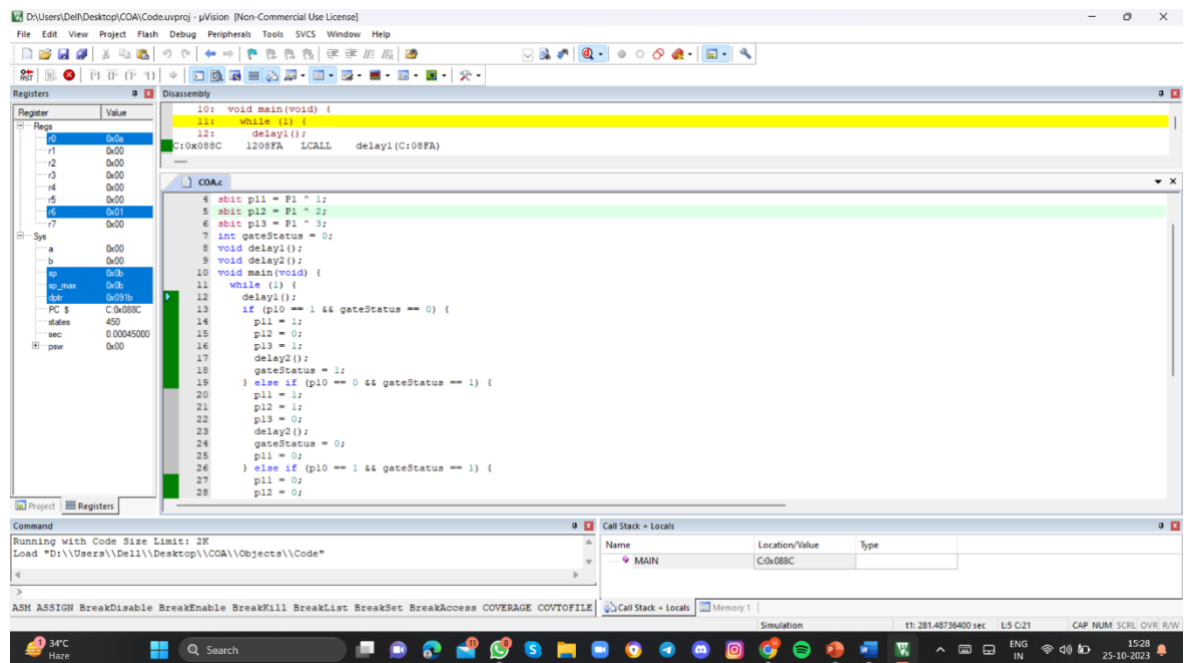 D:\Users\Dell\Desktop\COA\Code.uvproj - µVision [Non-Commercial Use License]
File Edit View Project Flash Debug Peripherals Tools SVCS Window Help
Registers
Register Value
Regs
r0 0x0a
r1 0x00
r2 0x00
r3 0x00
r4 0x00
r5 0x00
r6 0x01
r7 0x00
Sys
a 0x00
b 0x00
sp 0x0b
sp_max 0x0b
dptr 0x091b
PC $ C:0x088C
states 450
sec 0.00045000
psw 0x00
Project Registers
Disassembly
10: void main(void) {
11: while (1) {
12: delay1();
C:0x088C 1208FA LCALL delay1(C:08FA)
COA.c
4 sbit p11 = P1 ^ 1;
5 sbit p12 = P1 ^ 2;
6 sbit p13 = P1 ^ 3;
7 int gateStatus = 0;
8 void delay1();
9 void delay2();
10 void main(void) {
11 while (1) {
12 delay1();
13 if (p10 == 1 && gateStatus == 0) {
14 p11 = 1;
15 p12 = 0;
16 p13 = 1;
17 delay2();
18 gateStatus = 1;
19 } else if (p10 == 0 && gateStatus == 1) {
20 p11 = 1;
21 p12 = 1;
22 p13 = 0;
23 delay2();
24 gateStatus = 0;
25 p11 = 0;
26 } else if (p10 == 1 && gateStatus == 1) {
27 p11 = 0;
28 p12 = 0;
Command
Running with Code Size Limit: 2K
Load "D:\\Users\\Dell\\Desktop\\COA\\Objects\\Code"
>
ASM ASSIGN BreakDisable BreakEnable BreakKill BreakList BreakSet BreakAccess COVERAGE COVTOFILE
Call Stack + Locals
Name Location/Value Type
MAIN C:0x088C
Call Stack + Locals Memory 1
Simulation t1: 281.48736400 sec L:5 C:21 CAP NUM SCRL OVR R/W
34°C
Haze
Search
ENG
IN
15:28
25-10-2023